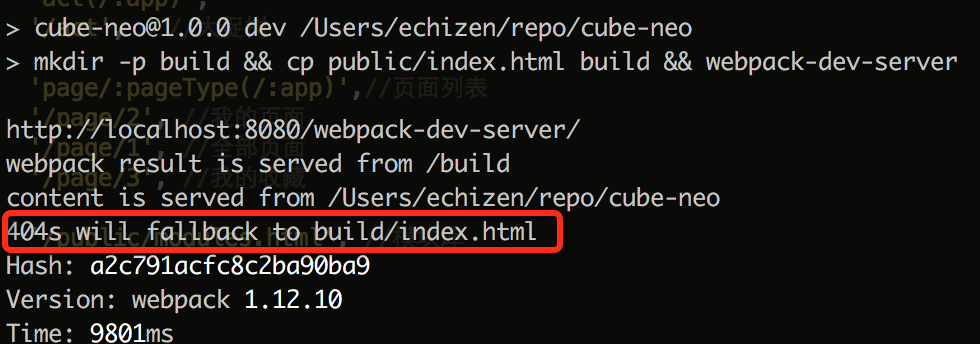 act(/:app)',
> cube-neo@1.0.0 dev /Users/echizen/repo/cube-neo
> mkdir -p build && cp public/index.html build && webpack-dev-server
'page/:pageType(/:app)',//页面列表
'/page/2', //我的页面
http://localhost:8080/webpack-dev-server/
'/page/1', //全部页面
webpack result is served from /build
'/page/3', //我的收藏
content is served from /Users/echizen/repo/cube-neo
404s will fallback to build/index.html
'/public/modules.html',
Hash: a2c791acfc8c2ba90ba9
Version: webpack 1.12.10
Time: 9801ms